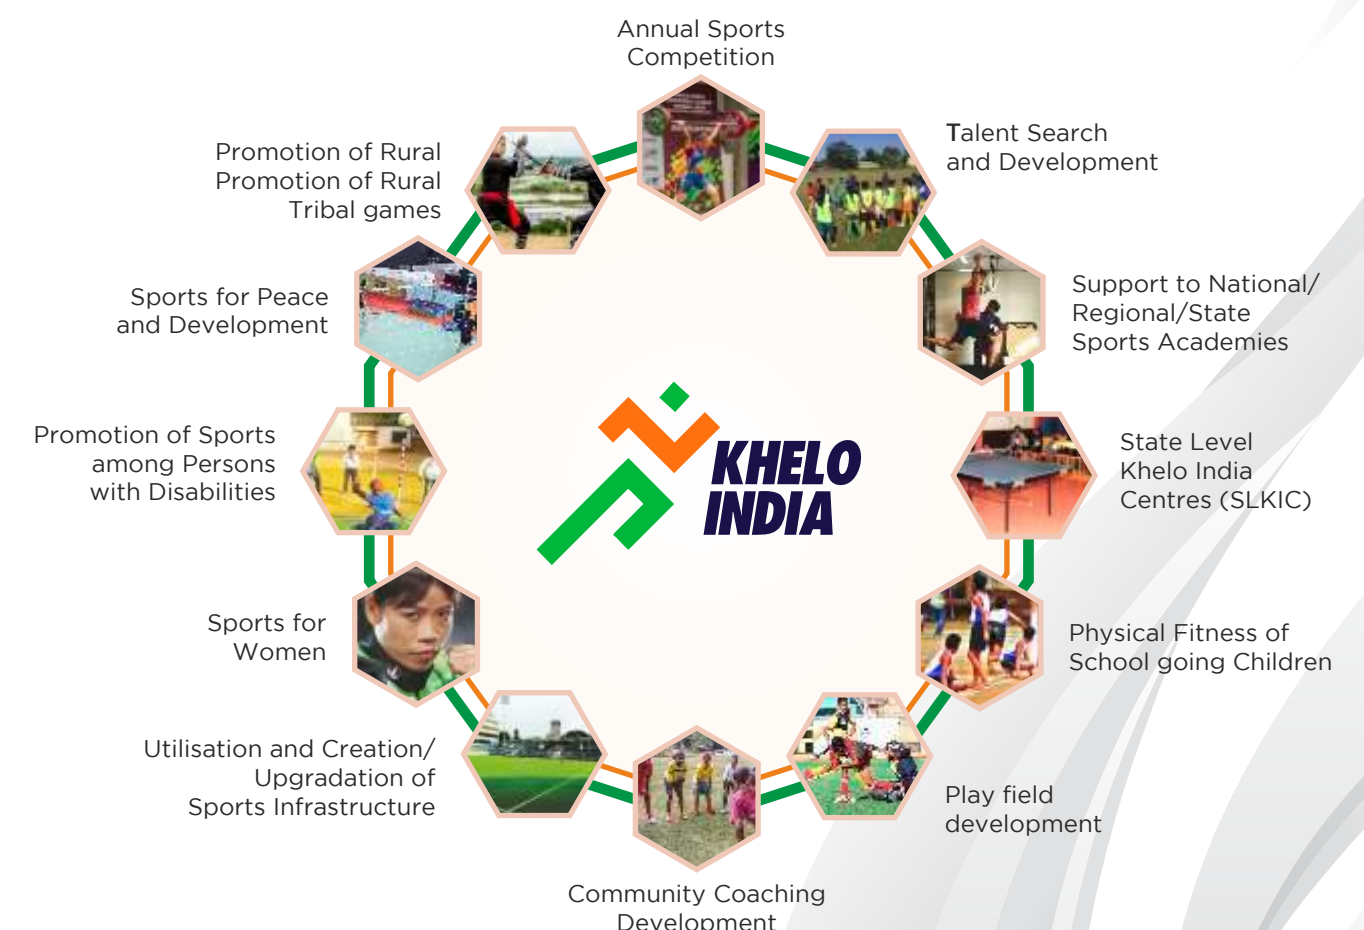 Annual Sports
Competition
Talent Search
and Development
Support to National/
Regional/State
Sports Academies
State Level
Khelo India
Centres (SLKIC)
Physical Fitness of
School going Children
Play field
development
Community Coaching
Development
Utilisation and Creation/
Upgradation of
Sports Infrastructure
Sports for
Women
Promotion of Sports
among Persons
with Disabilities
Sports for Peace
and Development
Promotion of Rural
Promotion of Rural
Tribal games
KHELO
INDIA